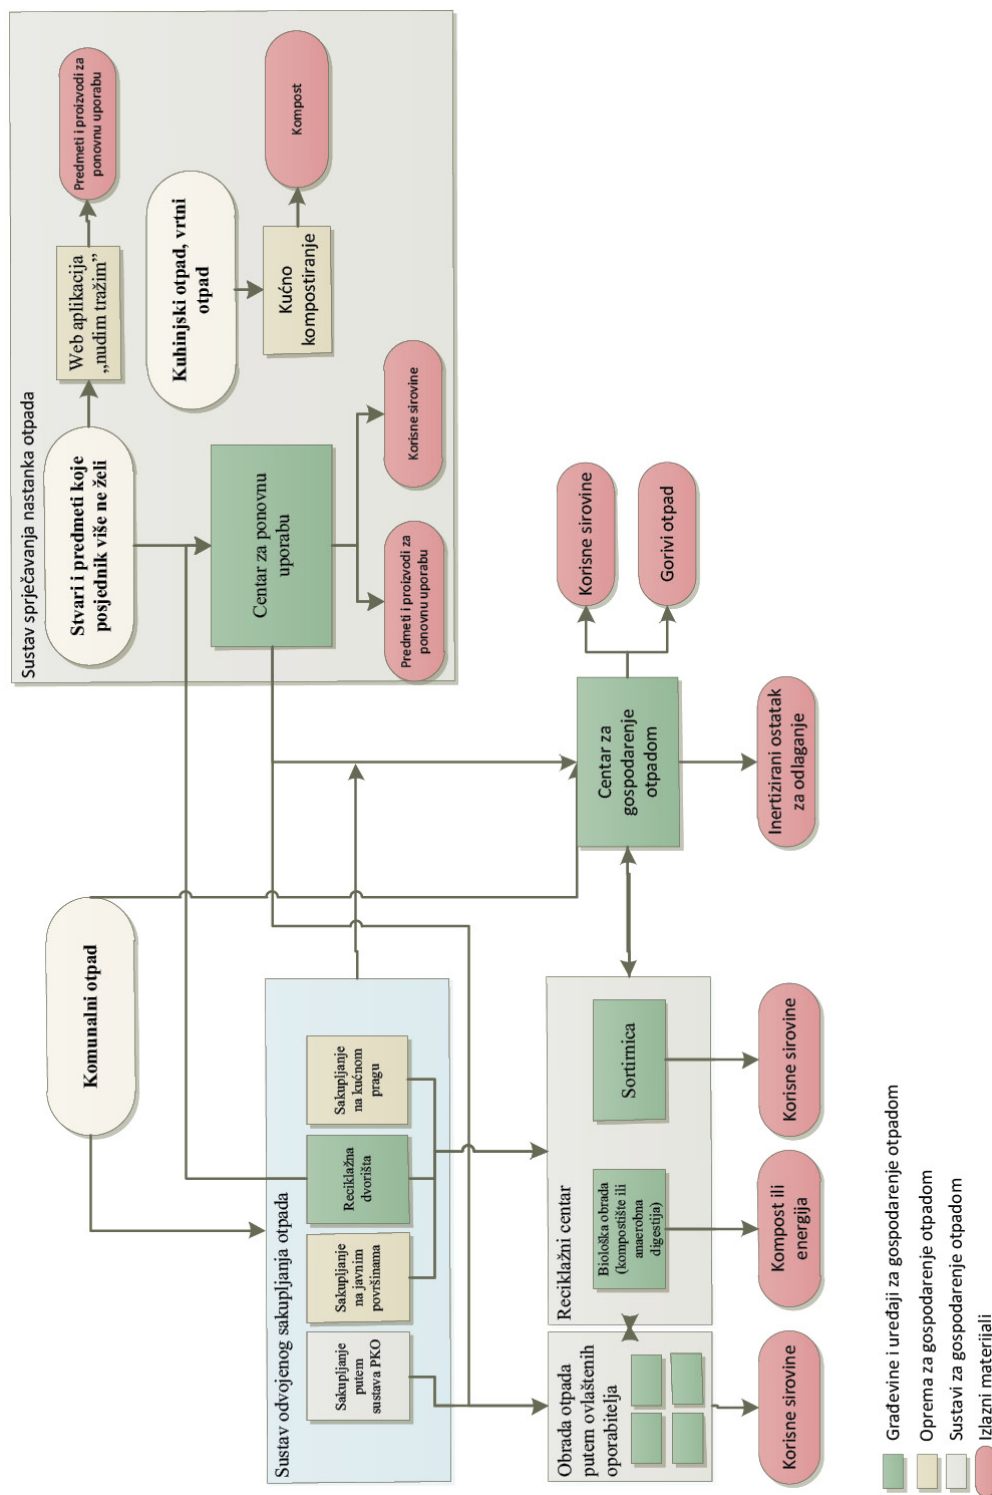 Sustav sprječavanja nastanka otpada
Stvari i predmeti koje
posjednik više ne želi
Web aplikacija
„nudim tražim”
Predmeti i proizvodi za
ponovnu uporabu
Kuhinjski otpad, vrtni
otpad
Kućno
kompostiranje
Kompost
Centar za ponovnu
uporabu
Predmeti i proizvodi za
ponovnu uporabu
Korisne sirovine
Komunalni otpad
Sustav odvojenog sakupljanja otpada
Sakupljanje
putem
sustava PKO
Sakupljanje
na javnim
površinama
Reciklažna
dvorišta
Sakupljanje
na kućnom
pragu
Obrada otpada
putem ovlaštenih
oporabitelja
Reciklažni centar
Biološka obrada
(kompostište ili
anaerobna
digestija)
Sortirnica
Centar za
gospodarenje
otpadom
Korisne sirovine
Gorivi otpad
Korisne sirovine
Kompost ili
energija
Korisne sirovine
Inertizirani ostatak
za odlaganje
Građevine i uređaji za gospodarenje otpadom
Oprema za gospodarenje otpadom
Sustavi za gospodarenje otpadom
Izlazni materijali